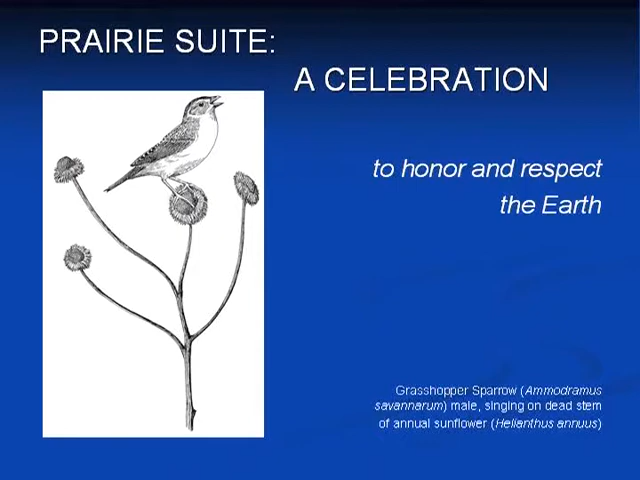 PRAIRIE SUITE:
A CELEBRATION
to honor and respect
the Earth
Grasshopper Sparrow (Ammodramus
savannarum) male, singing on dead stem
of annual sunflower (Helianthus annuus)